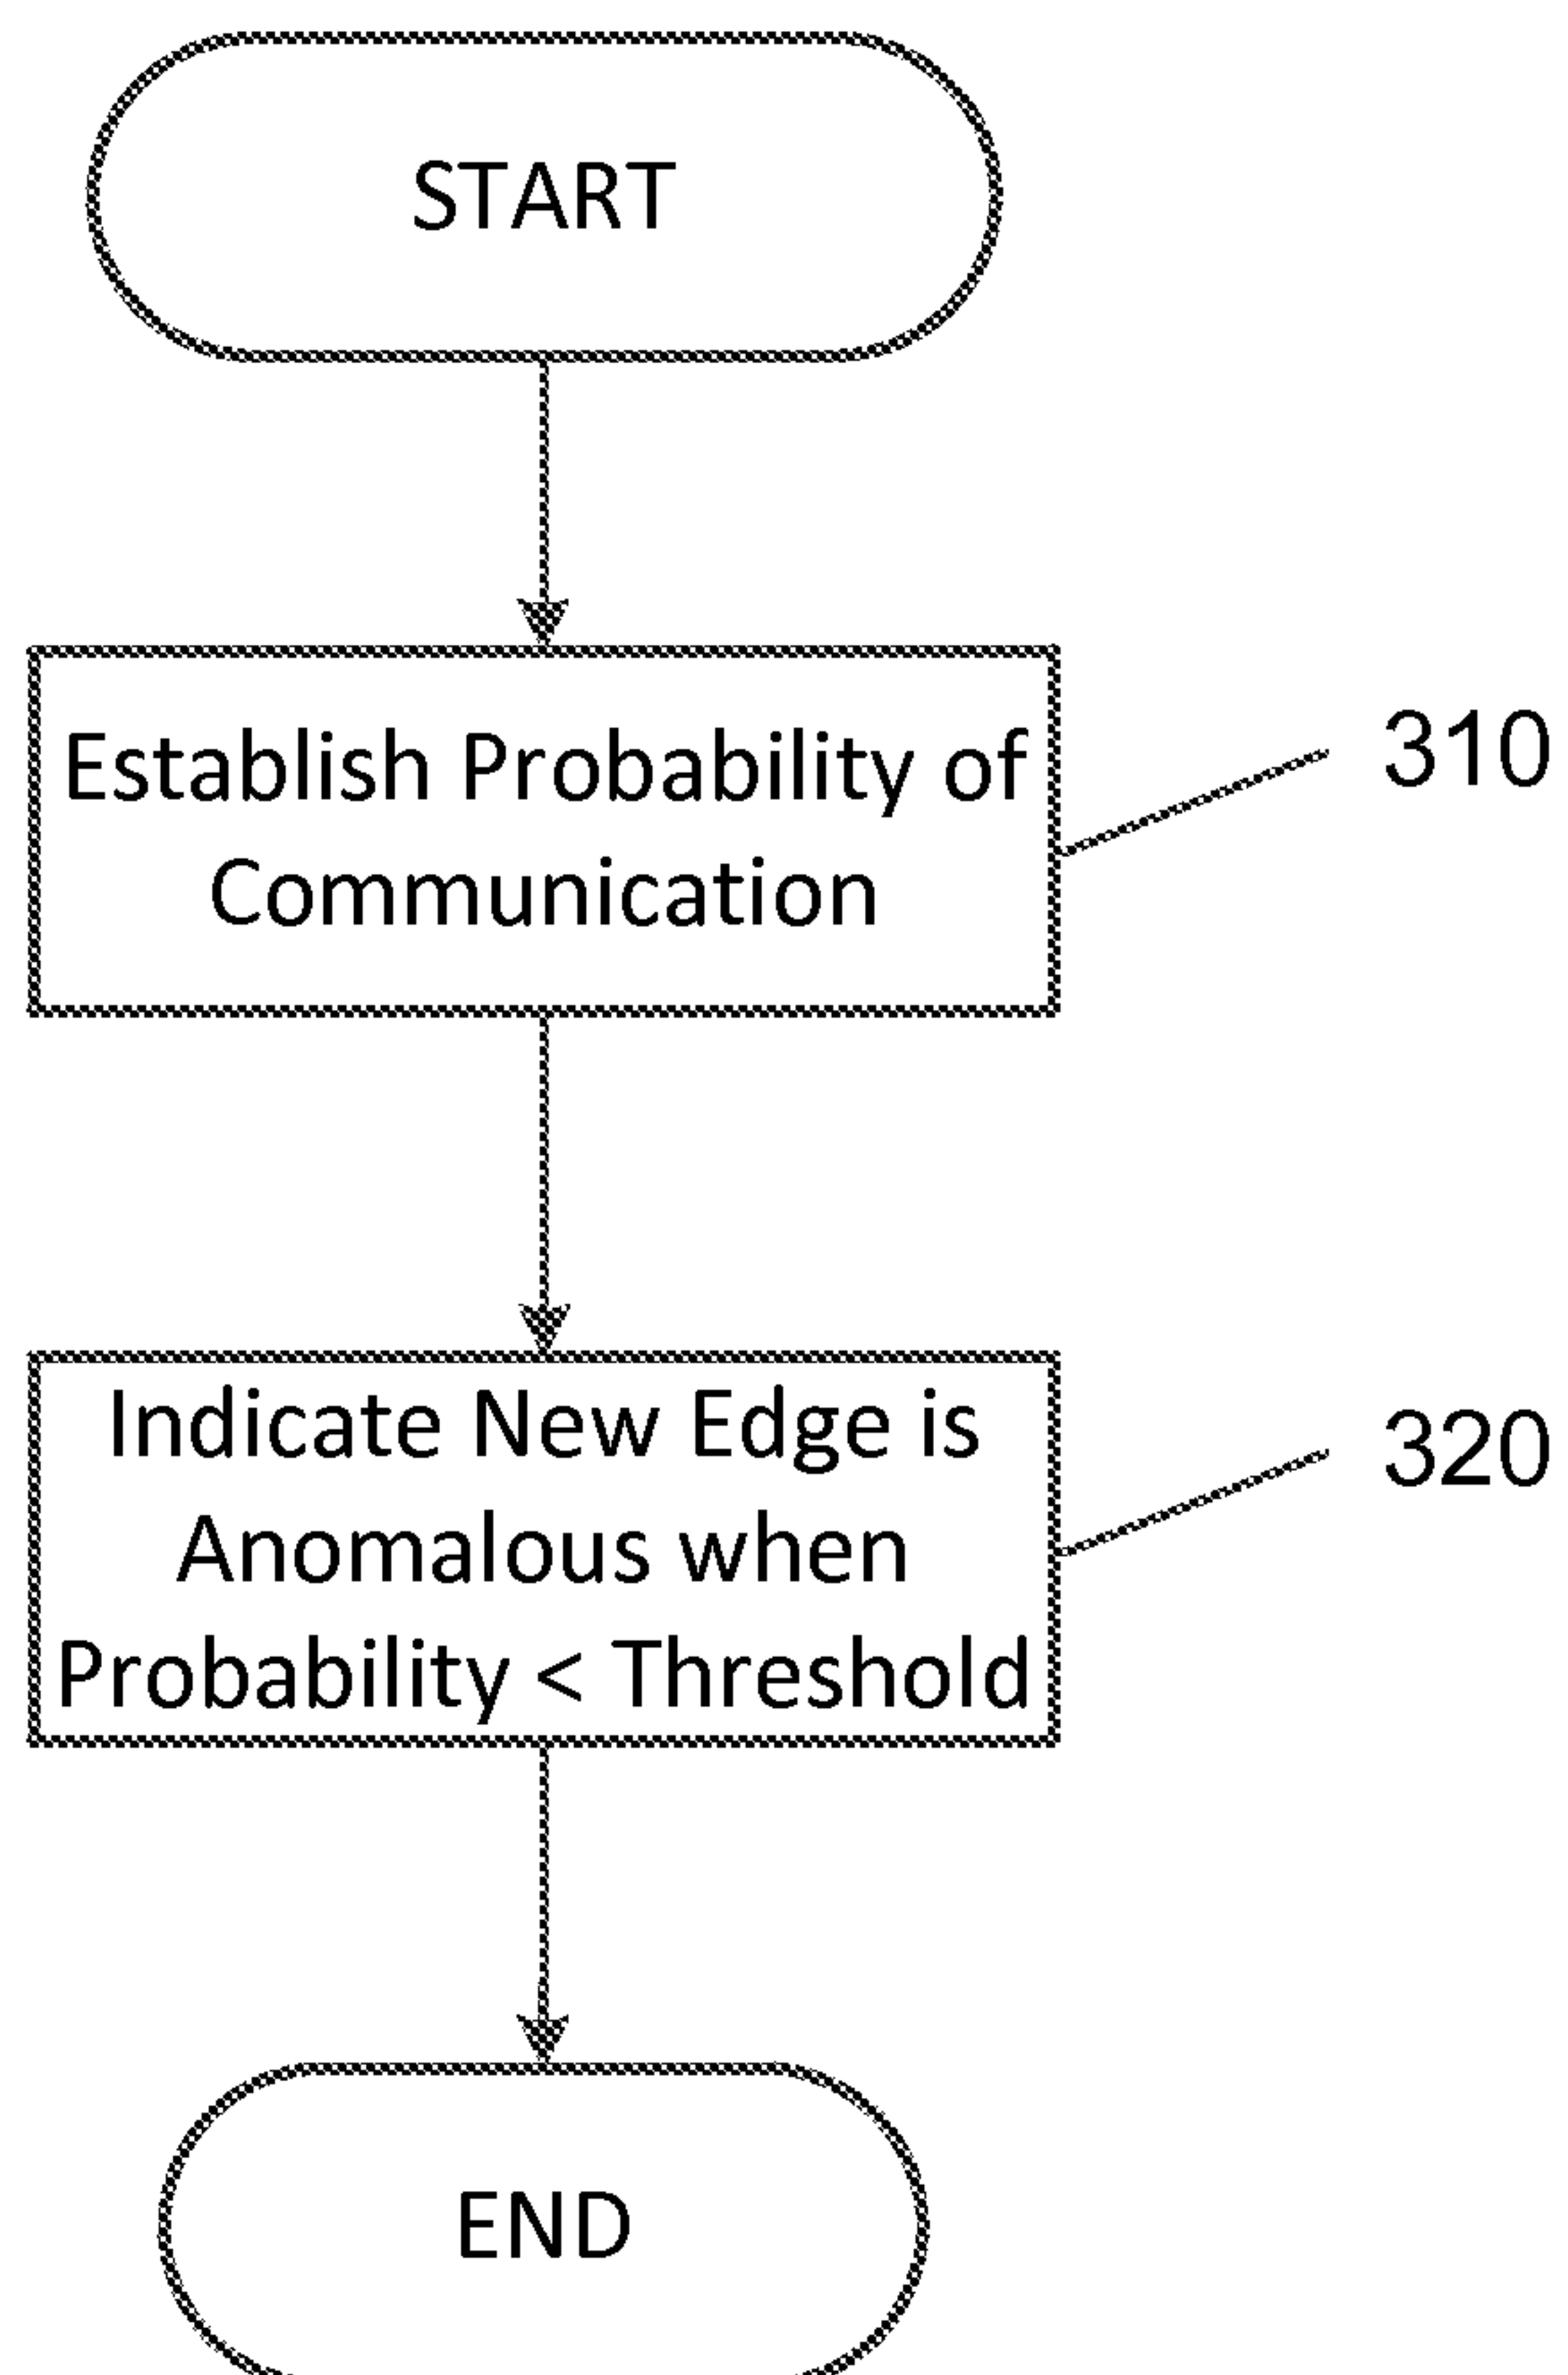 START
Establish Probability of
Communication
310
Indicate New Edge is
Anomalous when
Probability < Threshold
320
END